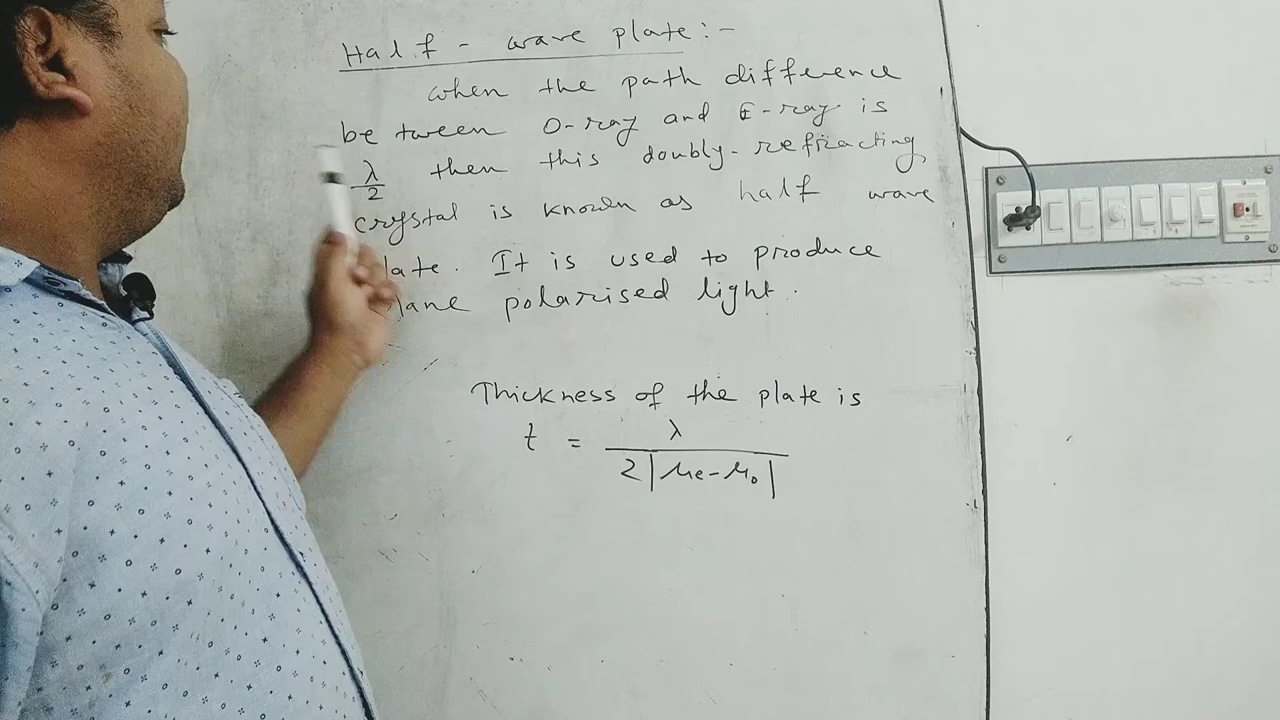 Half - wave plate :-
when the path difference
between O-ray and E-ray is
λ/2 then this doubly-refracting
crystal is known as half wave
late. It is used to produce
lane polarised light.
Thickness of the plate is
t = λ / 2|μe-μo|